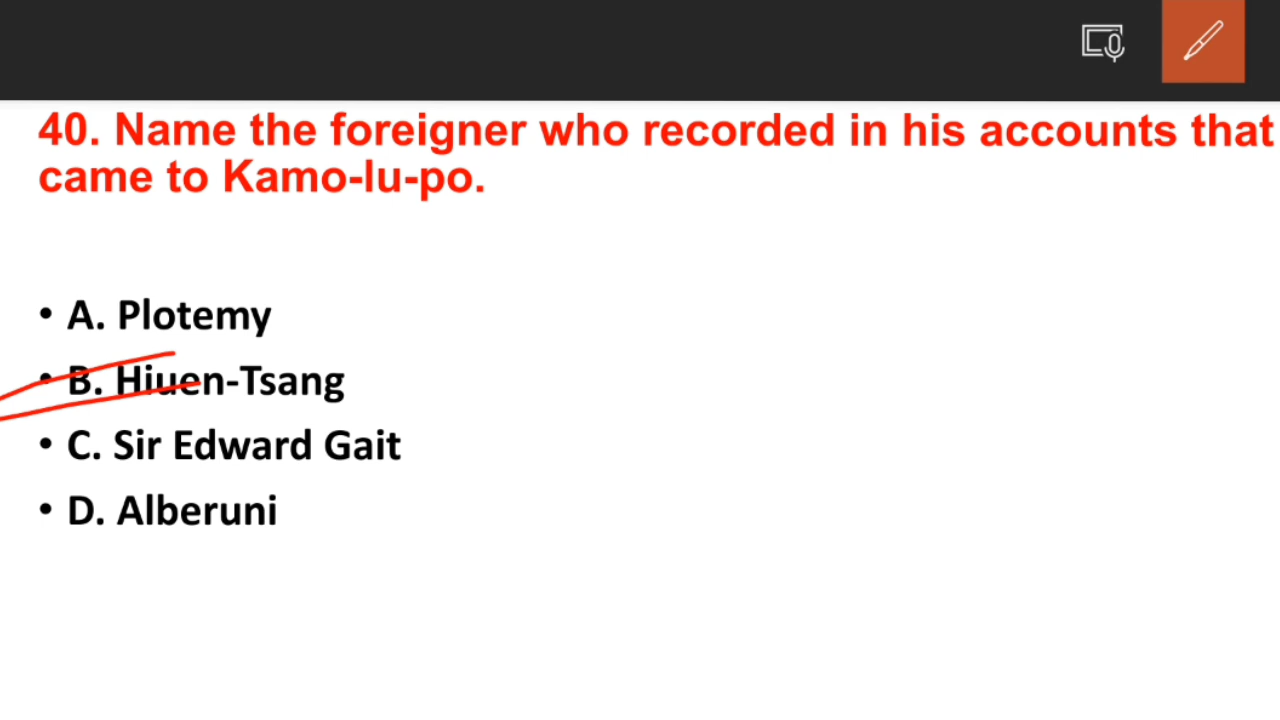 40. Name the foreigner who recorded in his accounts that
came to Kamo-lu-po.
• A. Plotemy
• B. Hiuen-Tsang
• C. Sir Edward Gait
• D. Alberuni